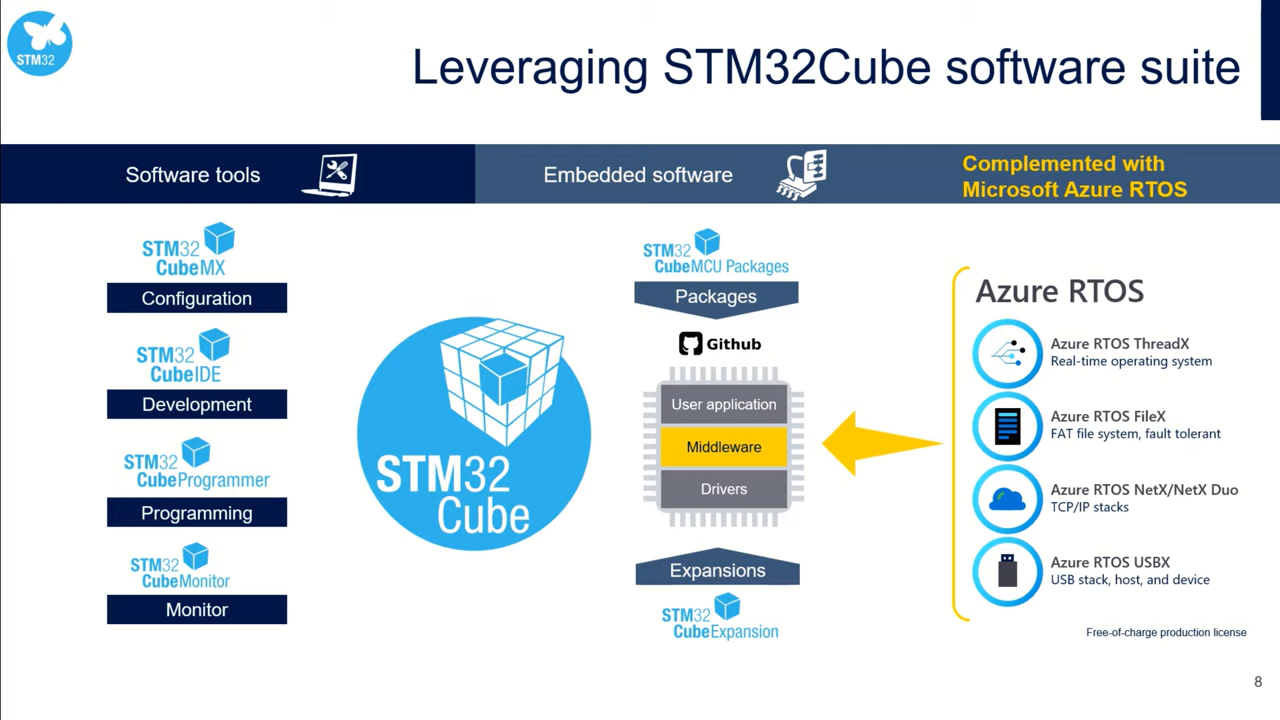 STM32
Leveraging STM32Cube software suite
Software tools
Embedded software
Complemented with
Microsoft Azure RTOS
STM32
CubeMX
Configuration
STM32
CubeIDE
Development
STM32
CubeProgrammer
Programming
STM32
CubeMonitor
Monitor
STM32
Cube
STM32
CubeMCU Packages
Packages
Github
User application
Middleware
Drivers
Expansions
STM32
CubeExpansion
Azure RTOS
Azure RTOS ThreadX
Real-time operating system
Azure RTOS FileX
FAT file system, fault tolerant
Azure RTOS NetX/NetX Duo
TCP/IP stacks
Azure RTOS USBX
USB stack, host, and device
Free-of-charge production license
8